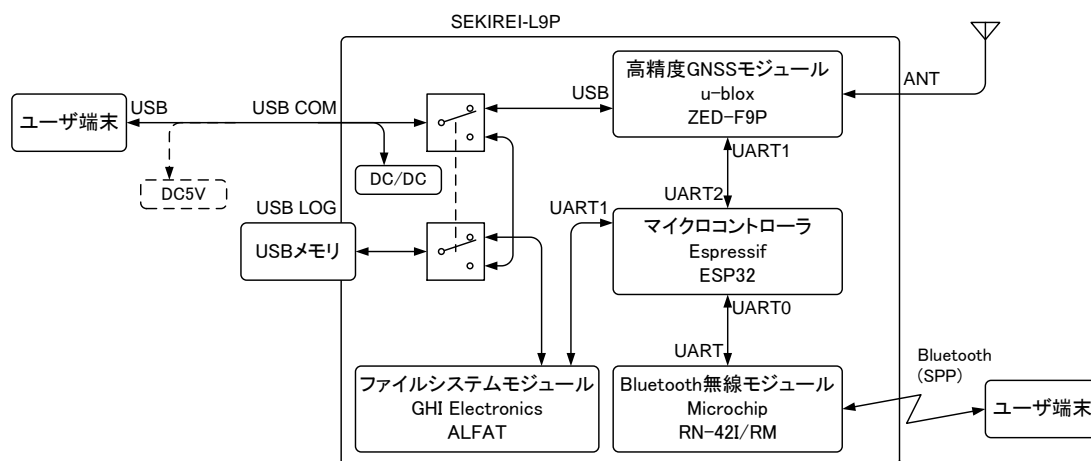 SEKIREI-L9P
高精度GNSSモジュール
u-blox
ZED-F9P
ANT
USB
ユーザ端末
USB
USB COM
DC/DC
DC5V
UART1
UART2
UART1
マイクロコントローラ
Espressif
ESP32
USB LOG
USBメモリ
UART0
UART
ファイルシステムモジュール
GHI Electronics
ALFAT
Bluetooth無線モジュール
Microchip
RN-42I/RM
Bluetooth
(SPP)
ユーザ端末